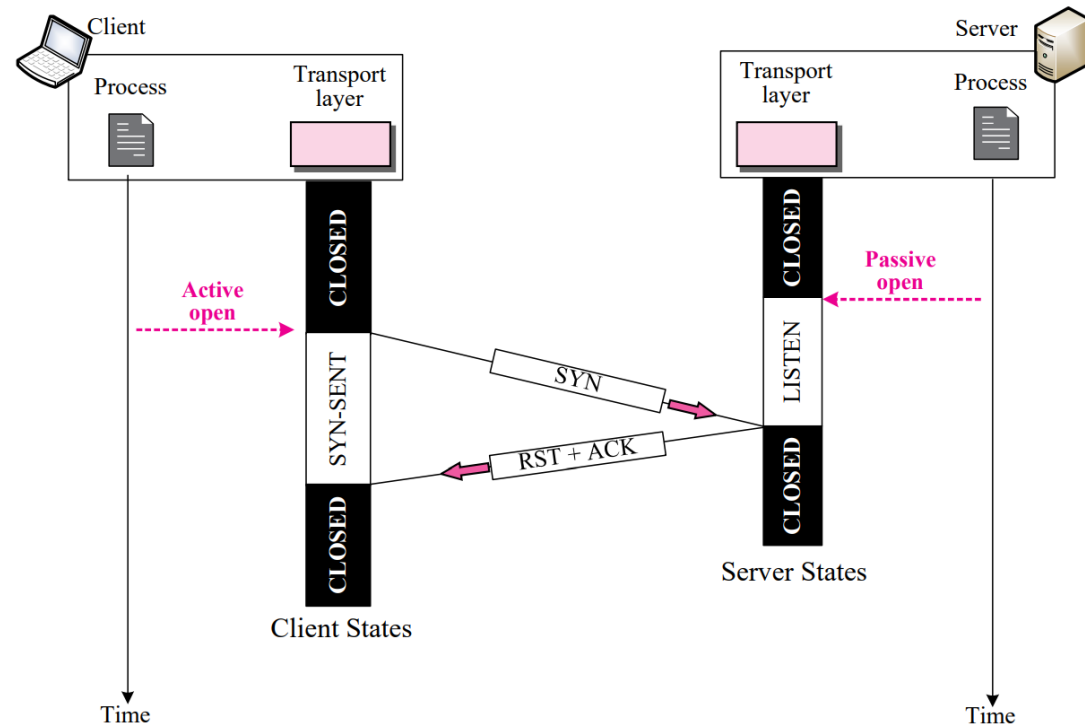 Client
Server
Process
Transport
layer
Transport
layer
Process
CLOSED
CLOSED
Active
open
Passive
open
SYN-SENT
SYN
LISTEN
RST + ACK
CLOSED
CLOSED
Server States
Client States
Time
Time